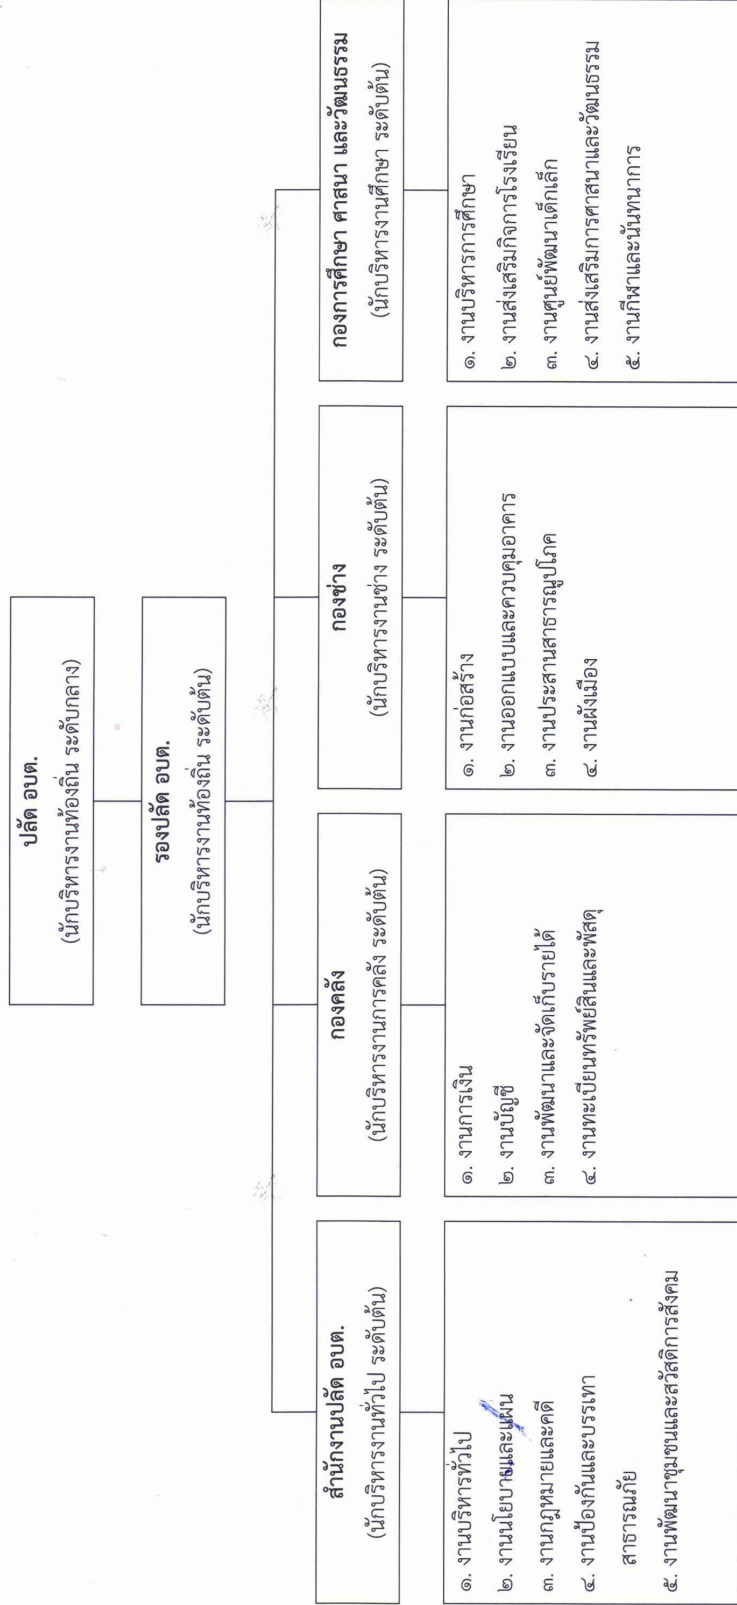 ปลัด อบต.
(นักบริหารงานท้องถิ่น ระดับกลาง)
รองปลัด อบต.
(นักบริหารงานท้องถิ่น ระดับต้น)
สำนักงานปลัด อบต.
(นักบริหารงานทั่วไป ระดับต้น)
๑. งานบริหารทั่วไป
๒. งานนโยบายและแผน
๓. งานกฎหมายและคดี
๔. งานป้องกันและบรรเทา
สาธารณภัย
๕. งานพัฒนาชุมชนและสวัสดิการสังคม
กองคลัง
(นักบริหารงานการคลัง ระดับต้น)
๑. งานการเงิน
๒. งานบัญชี
๓. งานพัฒนาและจัดเก็บรายได้
๔. งานทะเบียนทรัพย์สินและพัสดุ
กองช่าง
(นักบริหารงานช่าง ระดับต้น)
๑. งานก่อสร้าง
๒. งานออกแบบและควบคุมอาคาร
๓. งานประสานสาธารณูปโภค
๔. งานผังเมือง
กองการศึกษา ศาสนา และวัฒนธรรม
(นักบริหารงานศึกษา ระดับต้น)
๑. งานบริหารการศึกษา
๒. งานส่งเสริมกิจการโรงเรียน
๓. งานศูนย์พัฒนาเด็กเล็ก
๔. งานส่งเสริมการศาสนาและวัฒนธรรม
๕. งานกีฬาและนันทนาการ